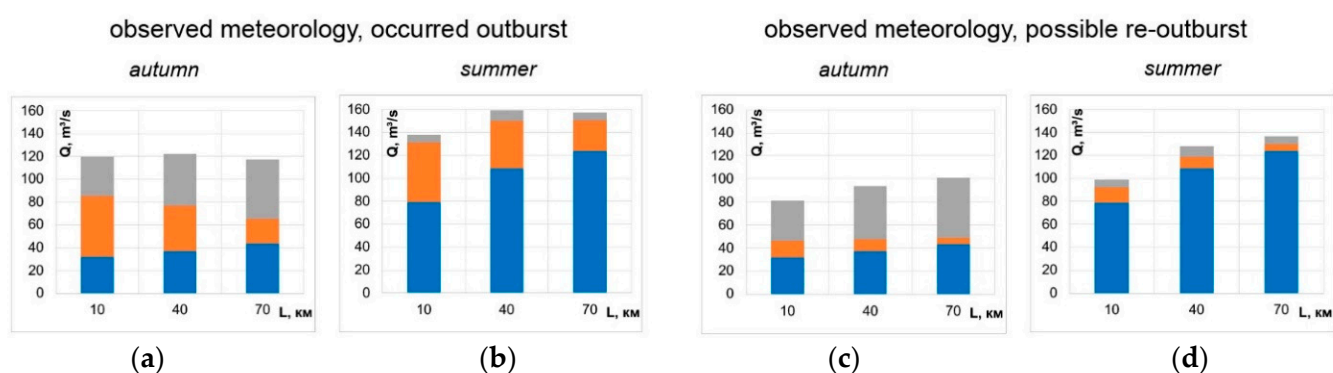 observed meteorology, occurred outburst
autumn
summer
160
140
120
100
80
60
40
20
0
Q, m³/s
10
40
70
L, км
(a)
160
140
120
100
80
60
40
20
0
Q, m³/s
10
40
70
L, км
(b)
observed meteorology, possible re-outburst
autumn
summer
160
140
120
100
80
60
40
20
0
Q, m³/s
10
40
70
L, км
(c)
160
140
120
100
80
60
40
20
0
Q, m³/s
10
40
70
L, км
(d)